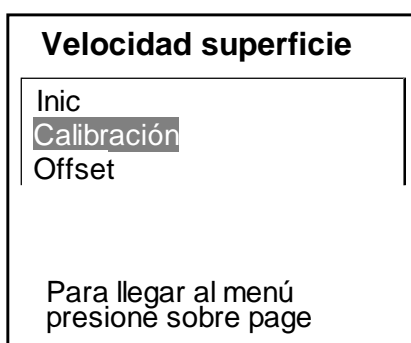 Velocidad superficie
Inic
Calibración
Offset
Para llegar al menú
presione sobre page